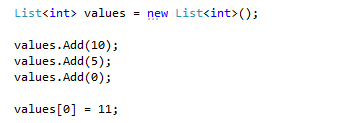 List<int> values = new List<int>();
values.Add(10);
values.Add(5);
values.Add(0);
values[0] = 11;